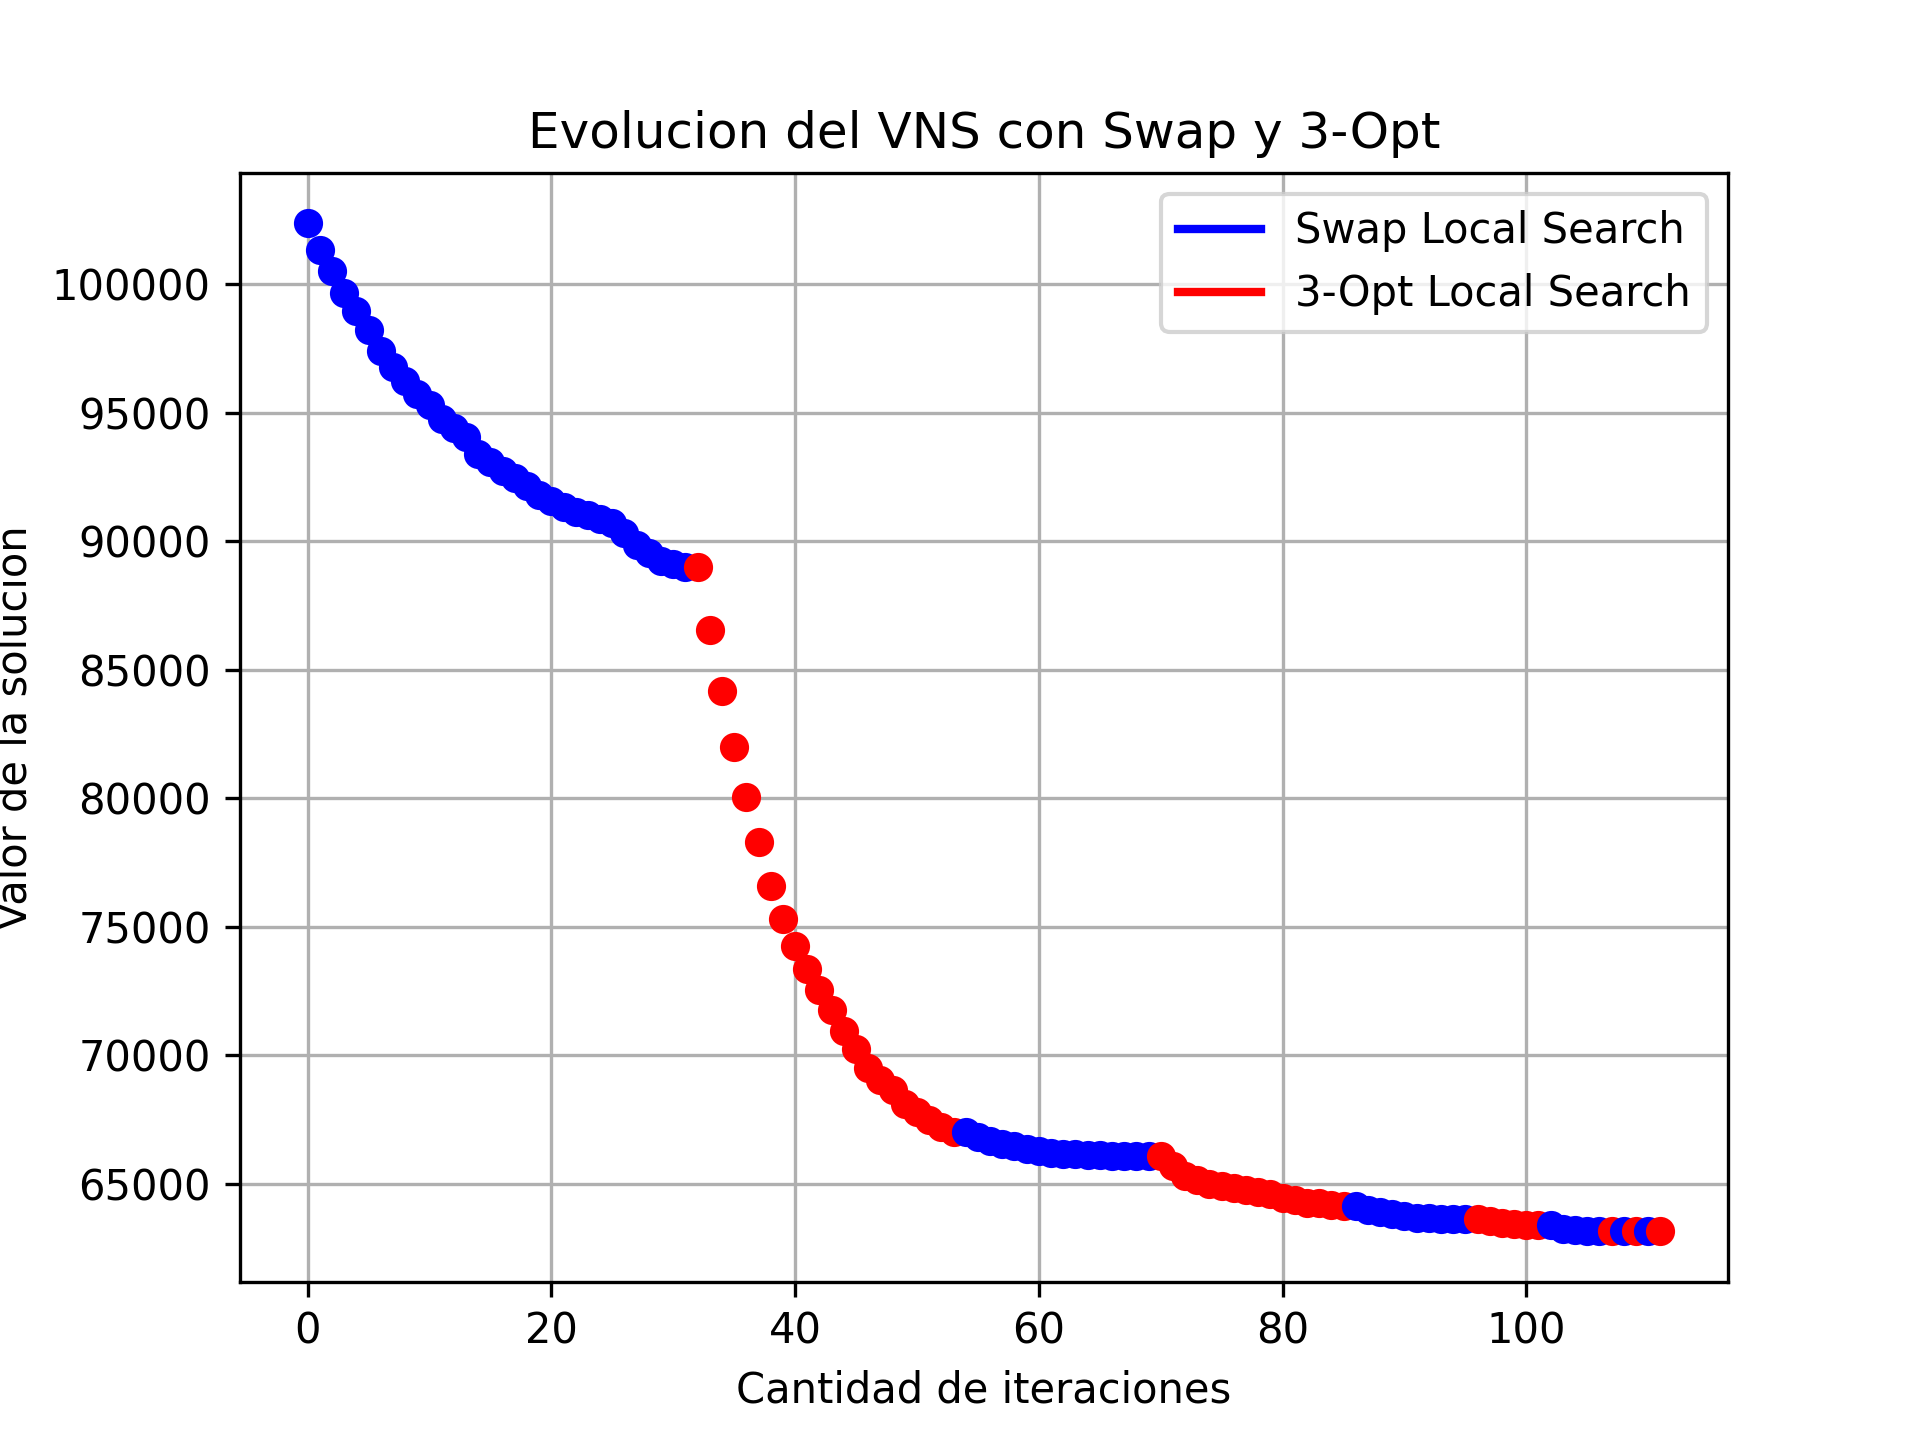 Evolucion del VNS con Swap y 3-Opt
Swap Local Search
3-Opt Local Search
Valor de la solucion
100000
95000
90000
85000
80000
75000
70000
65000
0 20 40 60 80 100
Cantidad de iteraciones